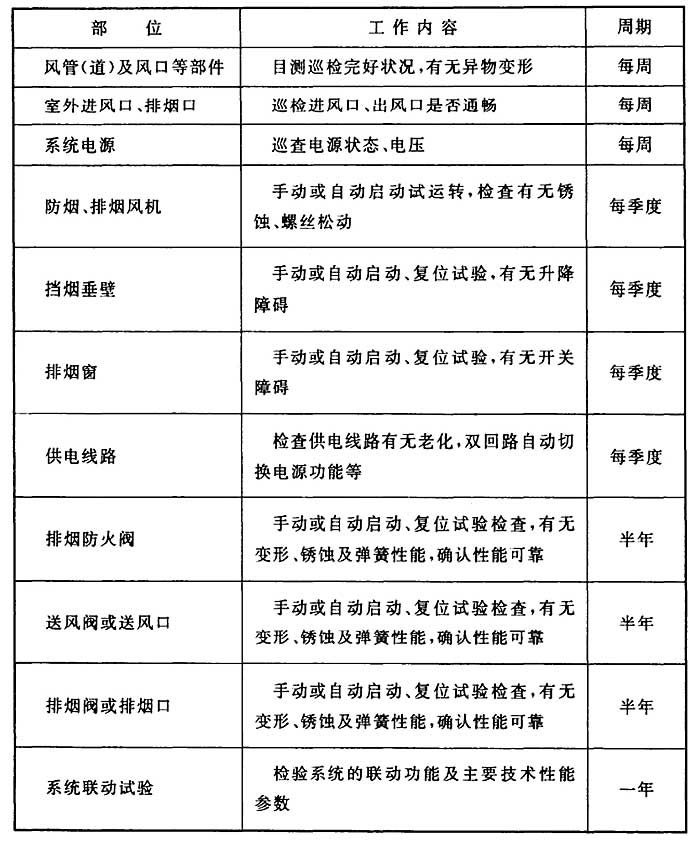 部 位 工作内容 周期
风管(道)及风口等部件 目测巡检完好状况,有无异物变形 每周
室外进风口、排烟口 巡检进风口、出风口是否通畅 每周
系统电源 巡查电源状态、电压 每周
防烟、排烟风机 手动或自动启动试运转,检查有无锈
蚀、螺丝松动 每季度
挡烟垂壁 手动或自动启动、复位试验,有无升降
障碍 每季度
排烟窗 手动或自动启动、复位试验,有无开关
障碍 每季度
供电线路 检查供电线路有无老化,双回路自动切
换电源功能等 每季度
排烟防火阀 手动或自动启动、复位试验检查,有无
变形、锈蚀及弹簧性能,确认性能可靠 半年
送风阀或送风口 手动或自动启动、复位试验检查,有无
变形、锈蚀及弹簧性能,确认性能可靠 半年
排烟阀或排烟口 手动或自动启动、复位试验检查,有无
变形、锈蚀及弹簧性能,确认性能可靠 半年
系统联动试验 检验系统的联动功能及主要技术性能
参数 一年